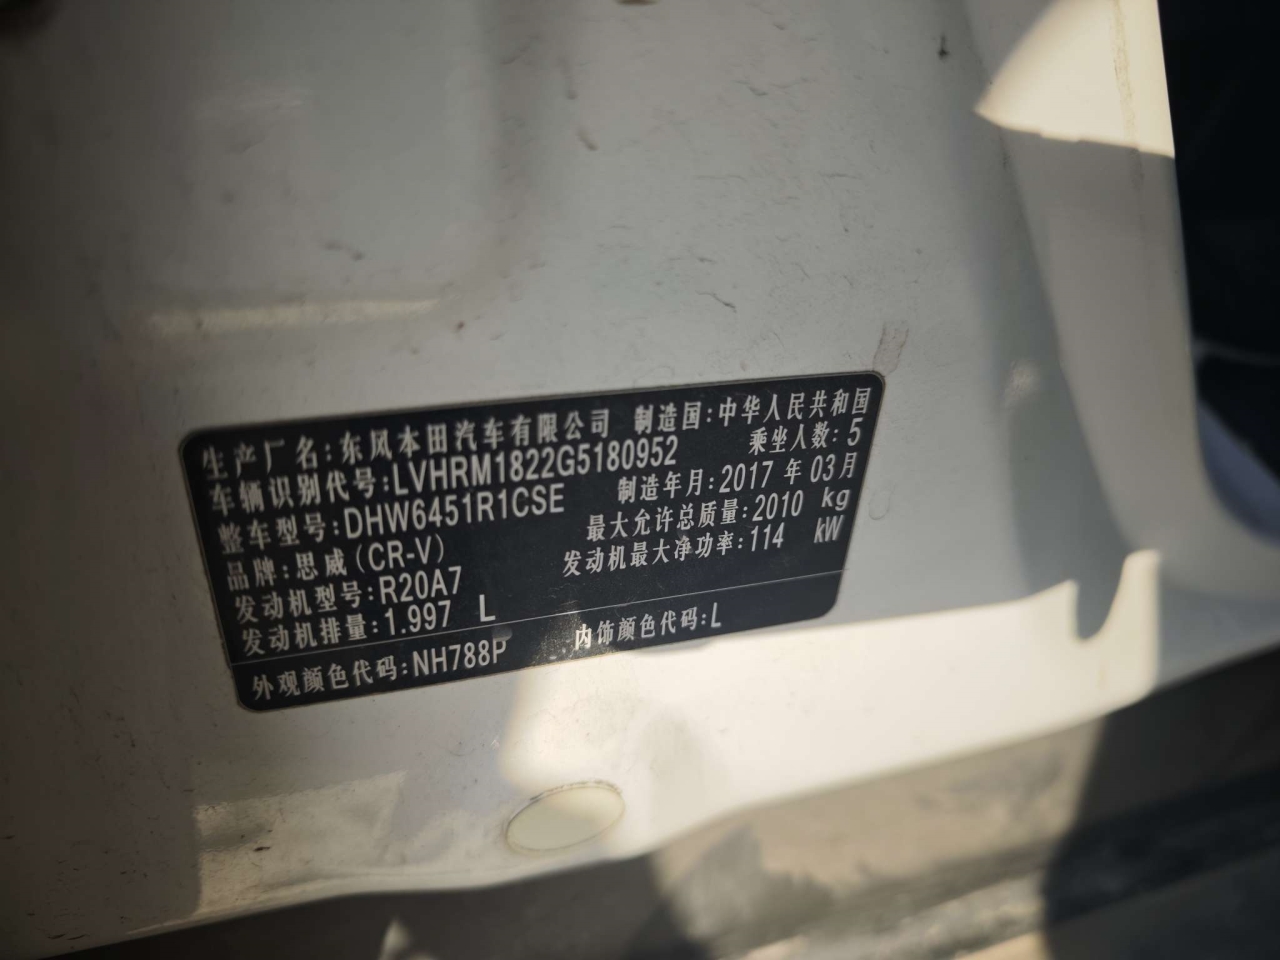 生产厂名:东风本田汽车有限公司 制造国:中华人民共和国
车辆识别代号:LVHRM1822G5180952 乘坐人数:5
整车型号:DHW6451R1CSE 制造年月:2017 年 03月
品牌:思威(CR-V) 最大允许总质量:2010 kg
发动机型号:R20A7 发动机最大净功率:114 kW
发动机排量:1.997 L
外观颜色代码:NH788P 内饰颜色代码:L